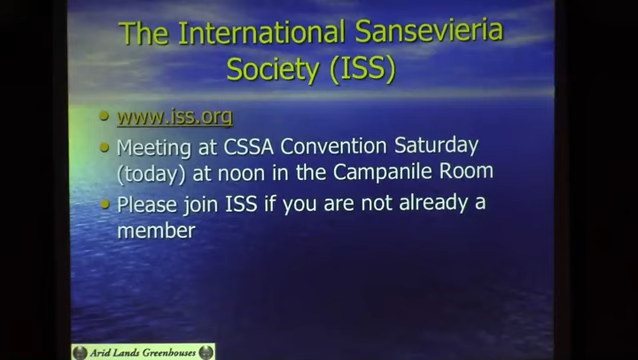 The International Sansevieria
Society (ISS)
www.iss.org
Meeting at CSSA Convention Saturday
(today) at noon in the Campanile Room
Please join ISS if you are not already a
member
Arid Lands Greenhouses